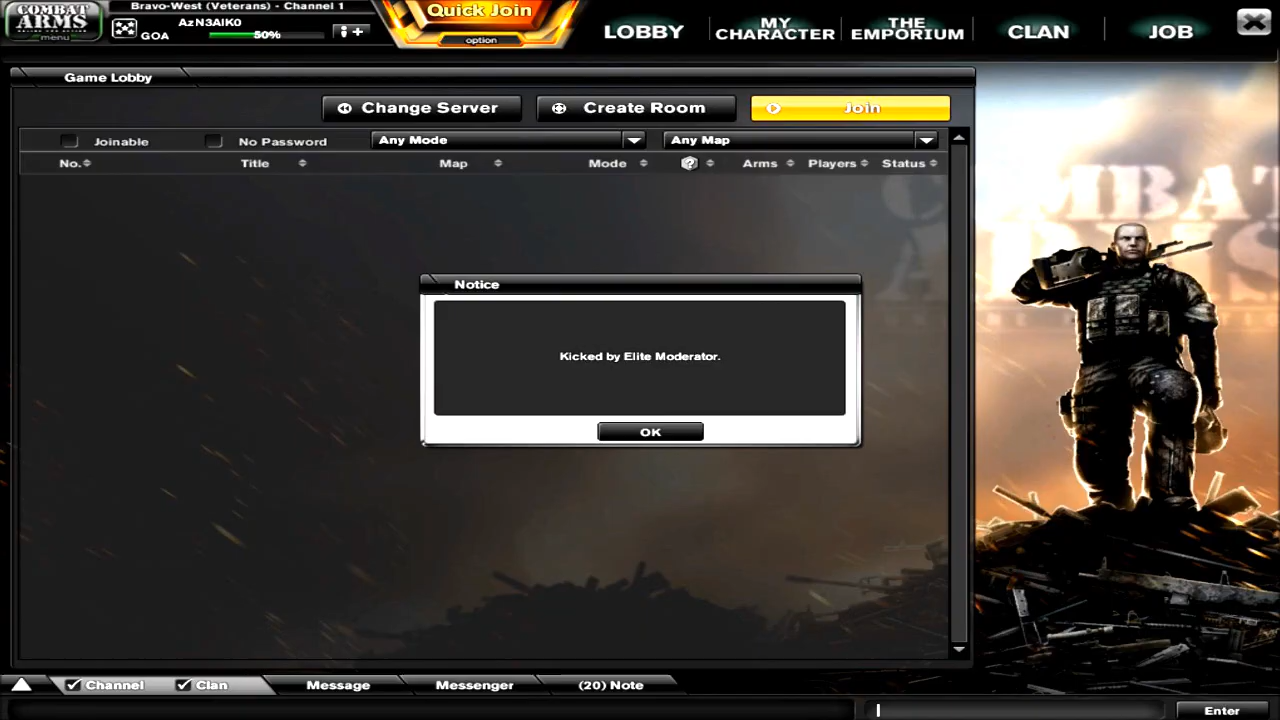 COMBAT
ARMS
menu
Bravo-West (Veterans) - Channel 1
AzN3AlK0
GOA
50%
Quick Join
option
LOBBY
MY
CHARACTER
THE
EMPORIUM
CLAN
JOB
Game Lobby
Change Server
Create Room
Join
Joinable
No Password
Any Mode
Any Map
No.
Title
Map
Mode
Arms
Players
Status
Notice
Kicked by Elite Moderator.
OK
Channel
Clan
Message
Messenger
(20) Note
Enter